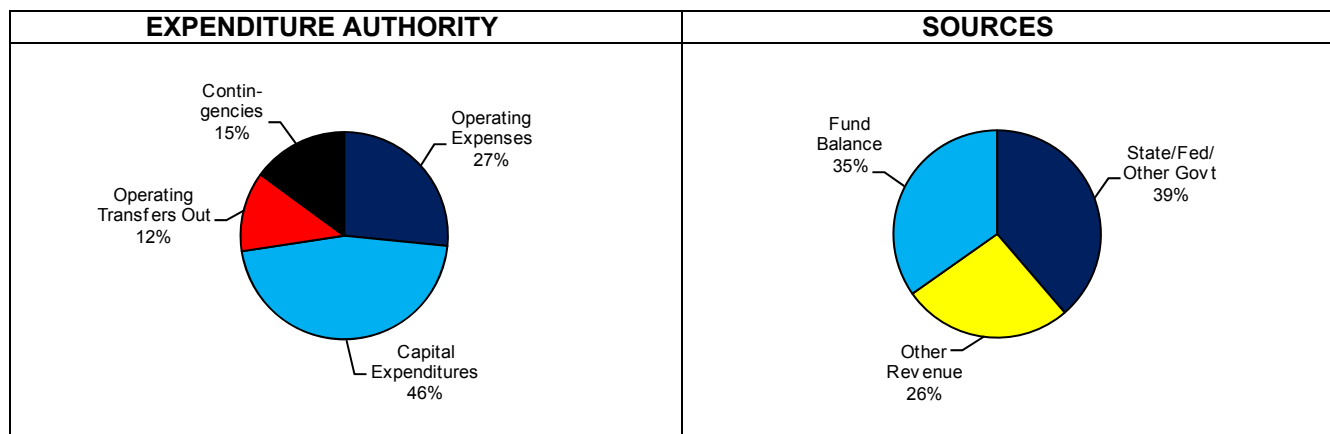 EXPENDITURE AUTHORITY
Contin-
gencies
15%
Operating
Expenses
27%
Operating
Transfers Out
12%
Capital
Expenditures
46%
SOURCES
Fund
Balance
35%
State/Fed/
Other Govt
39%
Other
Revenue
26%